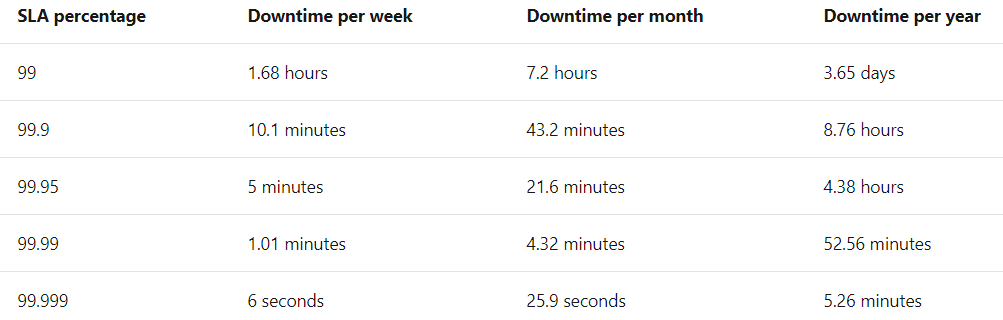 SLA percentage Downtime per week Downtime per month Downtime per year
99 1.68 hours 7.2 hours 3.65 days
99.9 10.1 minutes 43.2 minutes 8.76 hours
99.95 5 minutes 21.6 minutes 4.38 hours
99.99 1.01 minutes 4.32 minutes 52.56 minutes
99.999 6 seconds 25.9 seconds 5.26 minutes